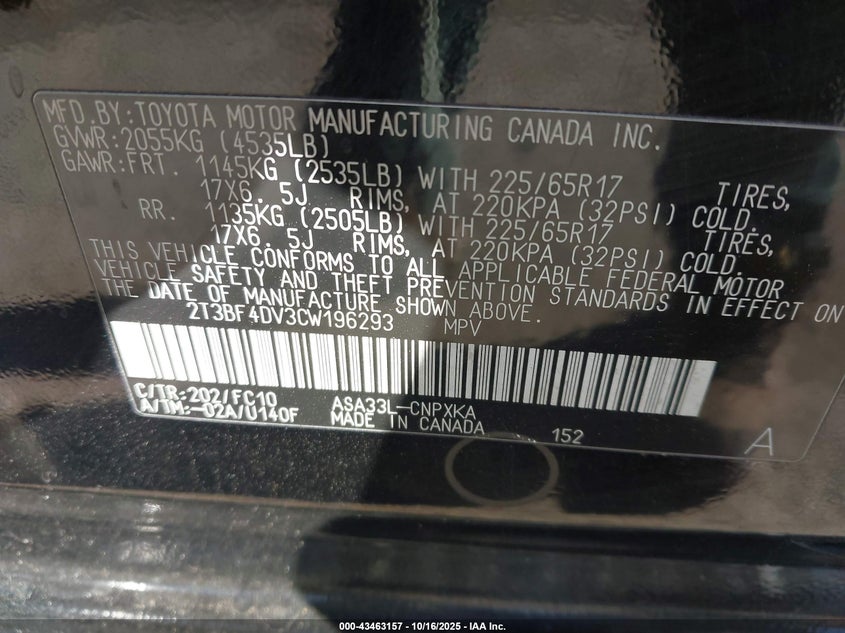 MFD.BY:TOYOTA MOTOR MANUFACTURING CANADA INC.
GVWR:2055KG (4535LB)
GAWR:FRT. 1145KG (2535LB) WITH 225/65R17 TIRES,
17X6.5J RIMS, AT 220KPA (32PSI) COLD.
RR. 1135KG (2505LB) WITH 225/65R17 TIRES,
17X6.5J RIMS, AT 220KPA (32PSI) COLD.
THIS VEHICLE CONFORMS TO ALL APPLICABLE FEDERAL MOTOR
VEHICLE SAFETY AND THEFT PREVENTION STANDARDS IN EFFECT ON
THE DATE OF MANUFACTURE SHOWN ABOVE.
2T3BF4DV3CW196293 MPV
C/TR:202/FC10 ASA33L-CNPXKA
A/TM:-02A/U140F MADE IN CANADA
152
A
000-43463157 - 10/16/2025 - IAA Inc.